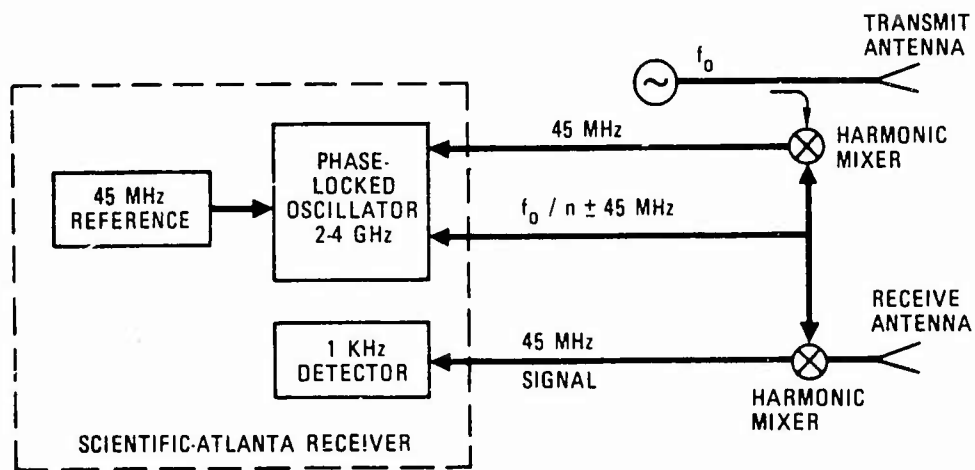 TRANSMIT
ANTENNA
f₀
~
HARMONIC
MIXER
45 MHz
PHASE-
LOCKED
OSCILLATOR
2-4 GHz
45 MHz
REFERENCE
f₀ / n ± 45 MHz
RECEIVE
ANTENNA
1 KHz
DETECTOR
45 MHz
SIGNAL
HARMONIC
MIXER
SCIENTIFIC-ATLANTA RECEIVER